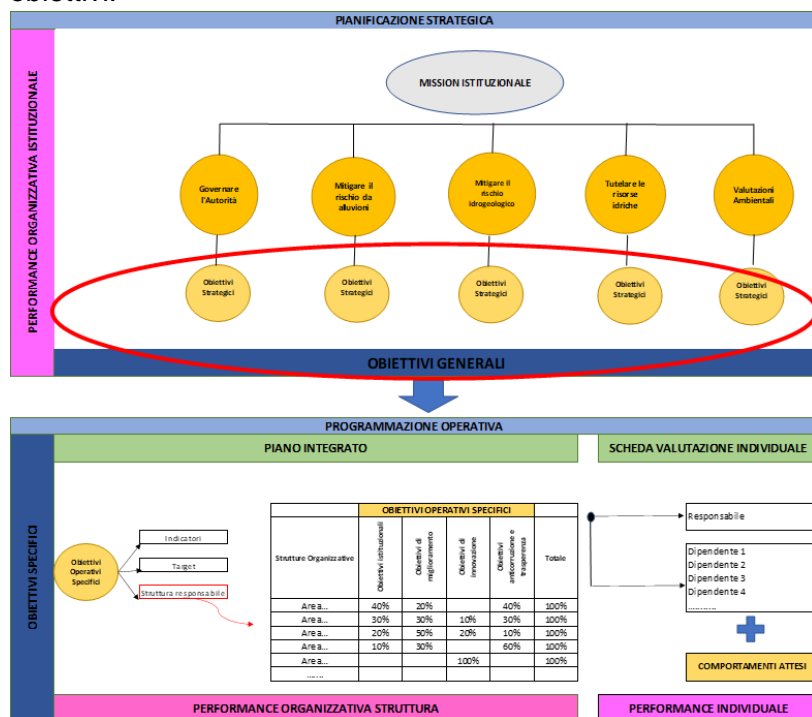 obiettivi.
PIANIFICAZIONE STRATEGICA
PERFORMANCE ORGANIZZATIVA ISTITUZIONALE
MISSION ISTITUZIONALE
Governare
l'Autorità
Mitigare il
rischio da
alluvioni
Mitigare il
rischio
idrogeologico
Tutelare le
risorse
idriche
Valutazioni
Ambientali
Obiettivi
Strategici
Obiettivi
Strategici
Obiettivi
Strategici
Obiettivi
Strategici
Obiettivi
Strategici
OBIETTIVI GENERALI
PROGRAMMAZIONE OPERATIVA
PIANO INTEGRATO
SCHEDA VALUTAZIONE INDIVIDUALE
OBIETTIVI SPECIFICI
Obiettivi
Operativi
Specifici
Indicatori
Target
Struttura responsabile
OBIETTIVI OPERATIVI SPECIFICI
Strutture Organizzative
Obiettivi istituzionali
Obiettivi di
miglioramento
Obiettivi di
innovazione
Obiettivi
anticorruzione e
trasperenza
Totale
Area... 40% 20% 40% 100%
Area... 30% 30% 10% 30% 100%
Area... 20% 50% 20% 10% 100%
Area... 10% 30% 60% 100%
Area... 100% 100%
.......
Responsabile
Dipendente 1
Dipendente 2
Dipendente 3
Dipendente 4
...........
COMPORTAMENTI ATTESI
PERFORMANCE ORGANIZZATIVA STRUTTURA
PERFORMANCE INDIVIDUALE